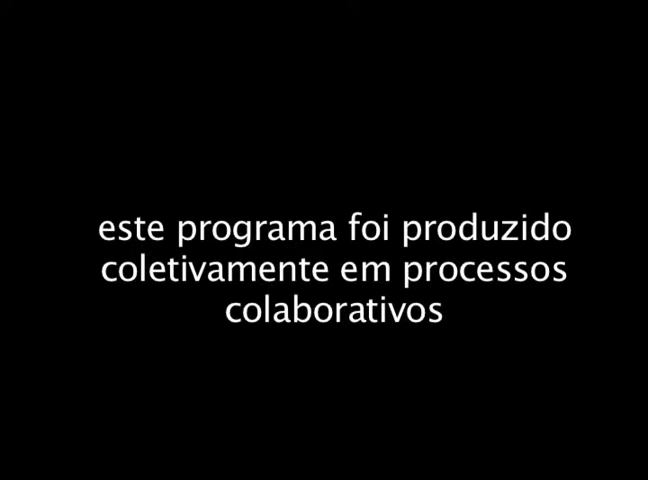 este programa foi produzido
coletivamente em processos
colaborativos